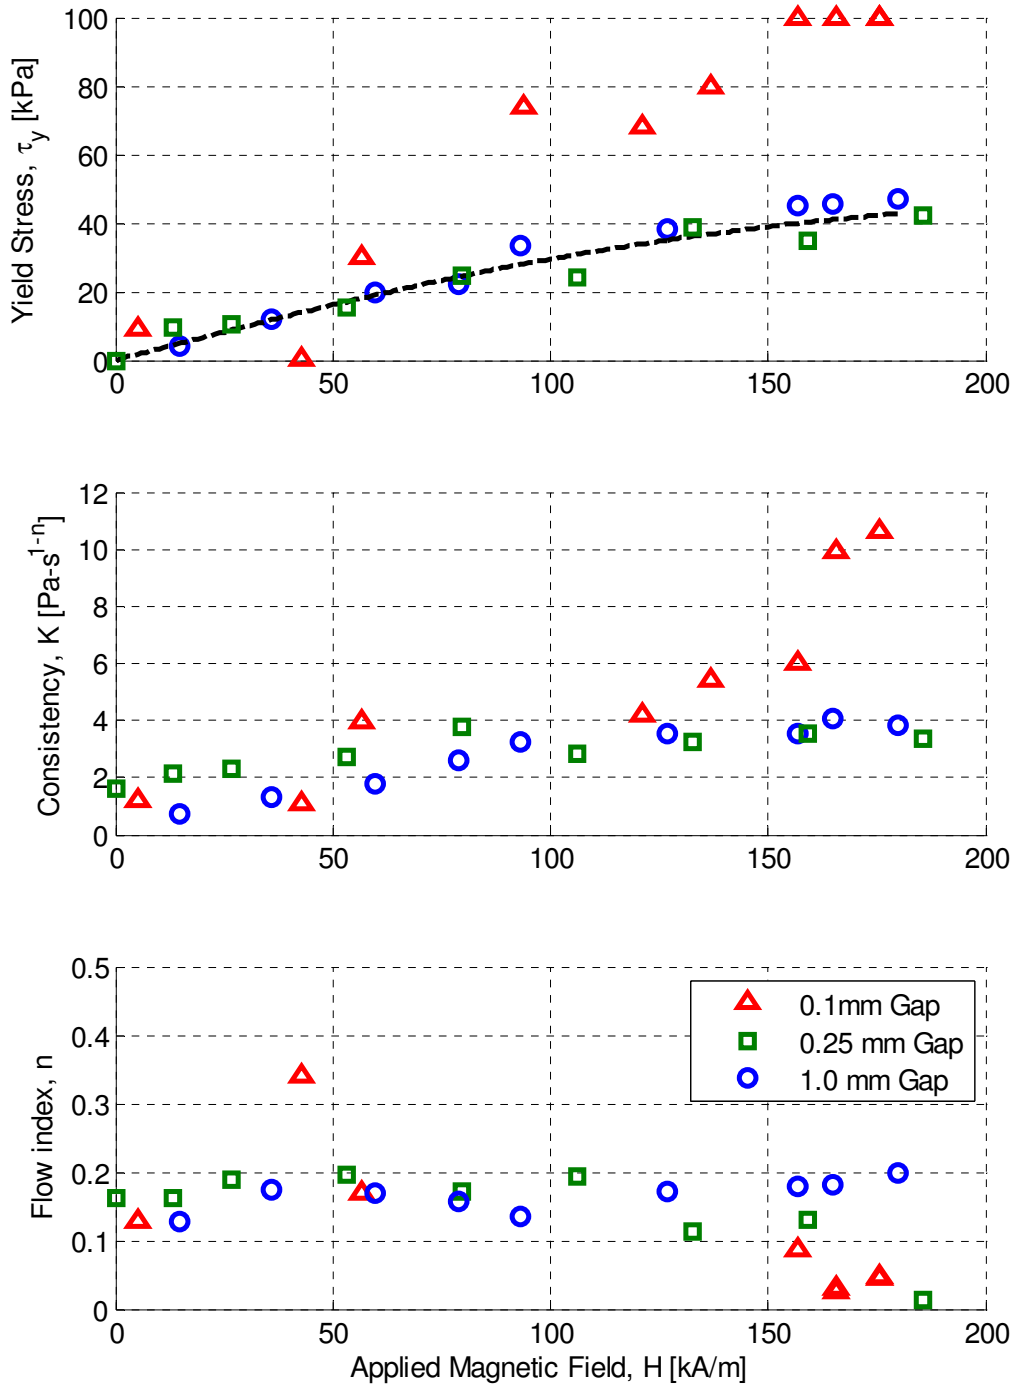 100
80
60
40
20
0
Yield Stress, τ_y [kPa]
0 50 100 150 200
12
10
8
6
4
2
0
Consistency, K [Pa-s^1-n]
0 50 100 150 200
0.5
0.4
0.3
0.2
0.1
0
Flow index, n
0.1mm Gap
0.25 mm Gap
1.0 mm Gap
0 50 100 150 200
Applied Magnetic Field, H [kA/m]